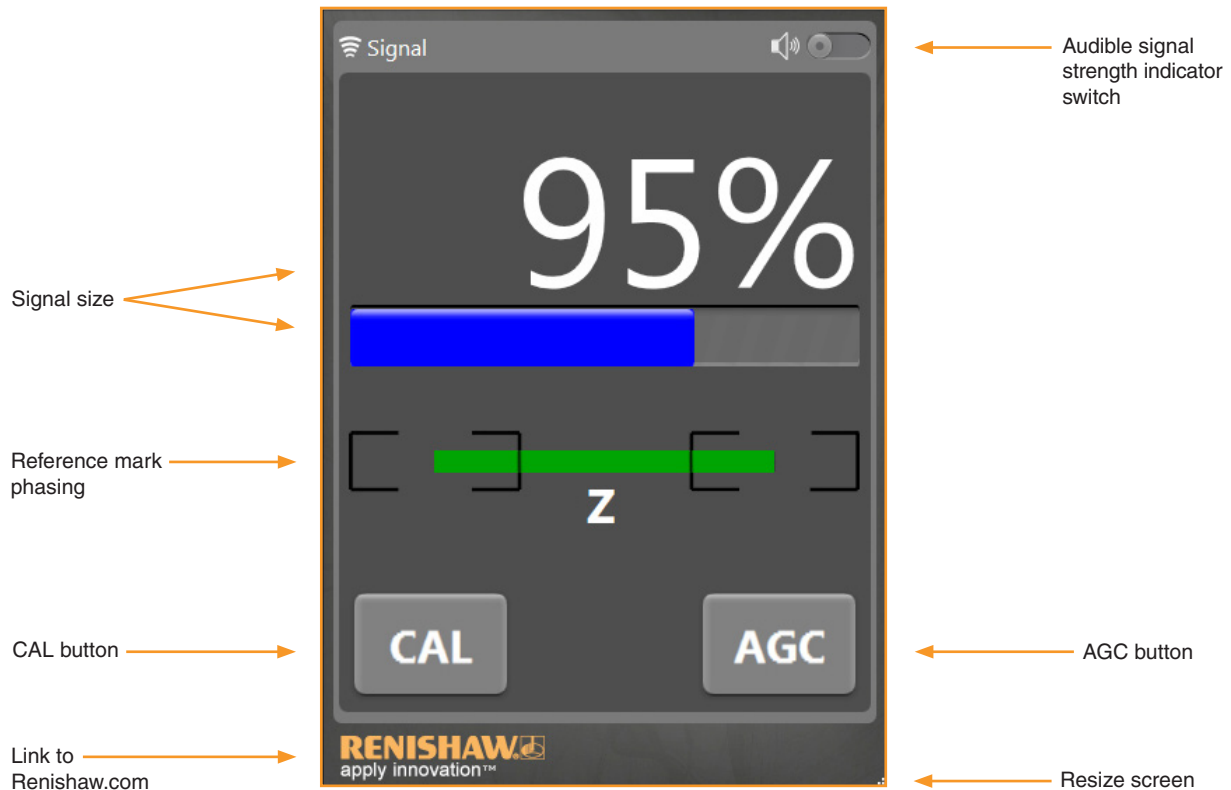 Signal
Audible signal
strength indicator
switch
95%
Signal size
Reference mark
phasing
Z
CAL button
CAL
AGC
AGC button
Link to
Renishaw.com
RENISHAW
apply innovation™
Resize screen